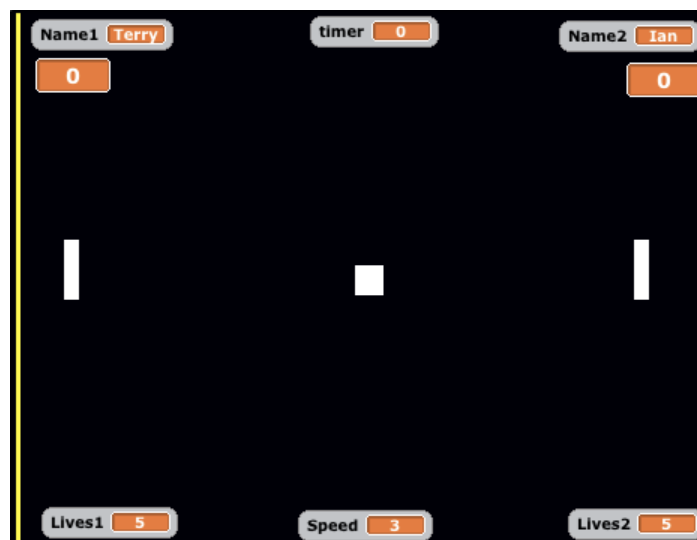 Name1 Terry
timer 0
Name2 Ian
0
0
Lives1 5
Speed 3
Lives2 5